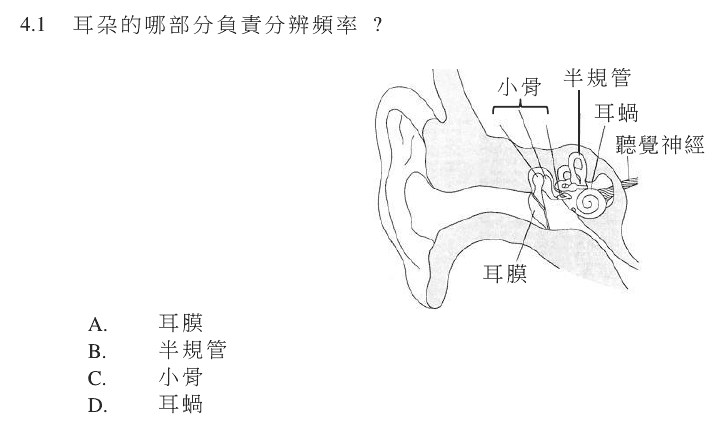 4.1 耳朶的哪部分負責分辨頻率 ?
小骨
半規管
耳蝸
聽覺神經
耳膜
A. 耳膜
B. 半規管
C. 小骨
D. 耳蝸